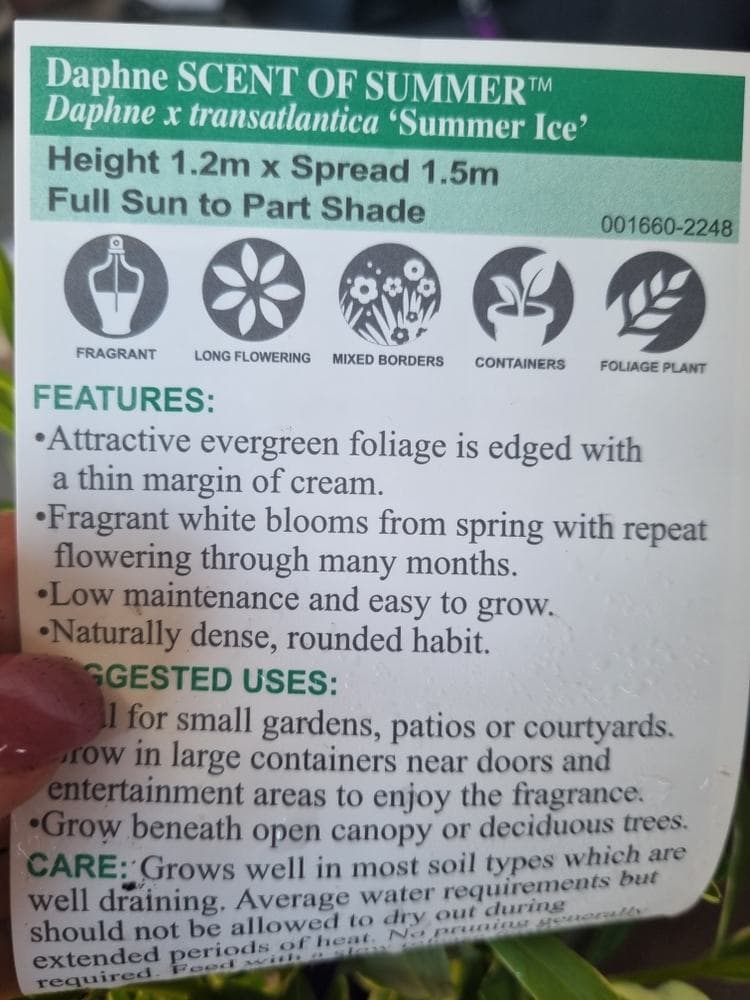 Daphne SCENT OF SUMMER™
Daphne x transatlantica ‘Summer Ice’
Height 1.2m x Spread 1.5m
Full Sun to Part Shade
001660-2248
FRAGRANT
LONG FLOWERING
MIXED BORDERS
CONTAINERS
FOLIAGE PLANT
FEATURES:
•Attractive evergreen foliage is edged with
a thin margin of cream.
•Fragrant white blooms from spring with repeat
flowering through many months.
•Low maintenance and easy to grow.
•Naturally dense, rounded habit.
GGESTED USES:
l for small gardens, patios or courtyards.
row in large containers near doors and
entertainment areas to enjoy the fragrance.
•Grow beneath open canopy or deciduous trees.
CARE: Grows well in most soil types which are
well draining. Average water requirements but
should not be allowed to dry out during
extended periods of heat. No pruning generally
required. Feed with a slow